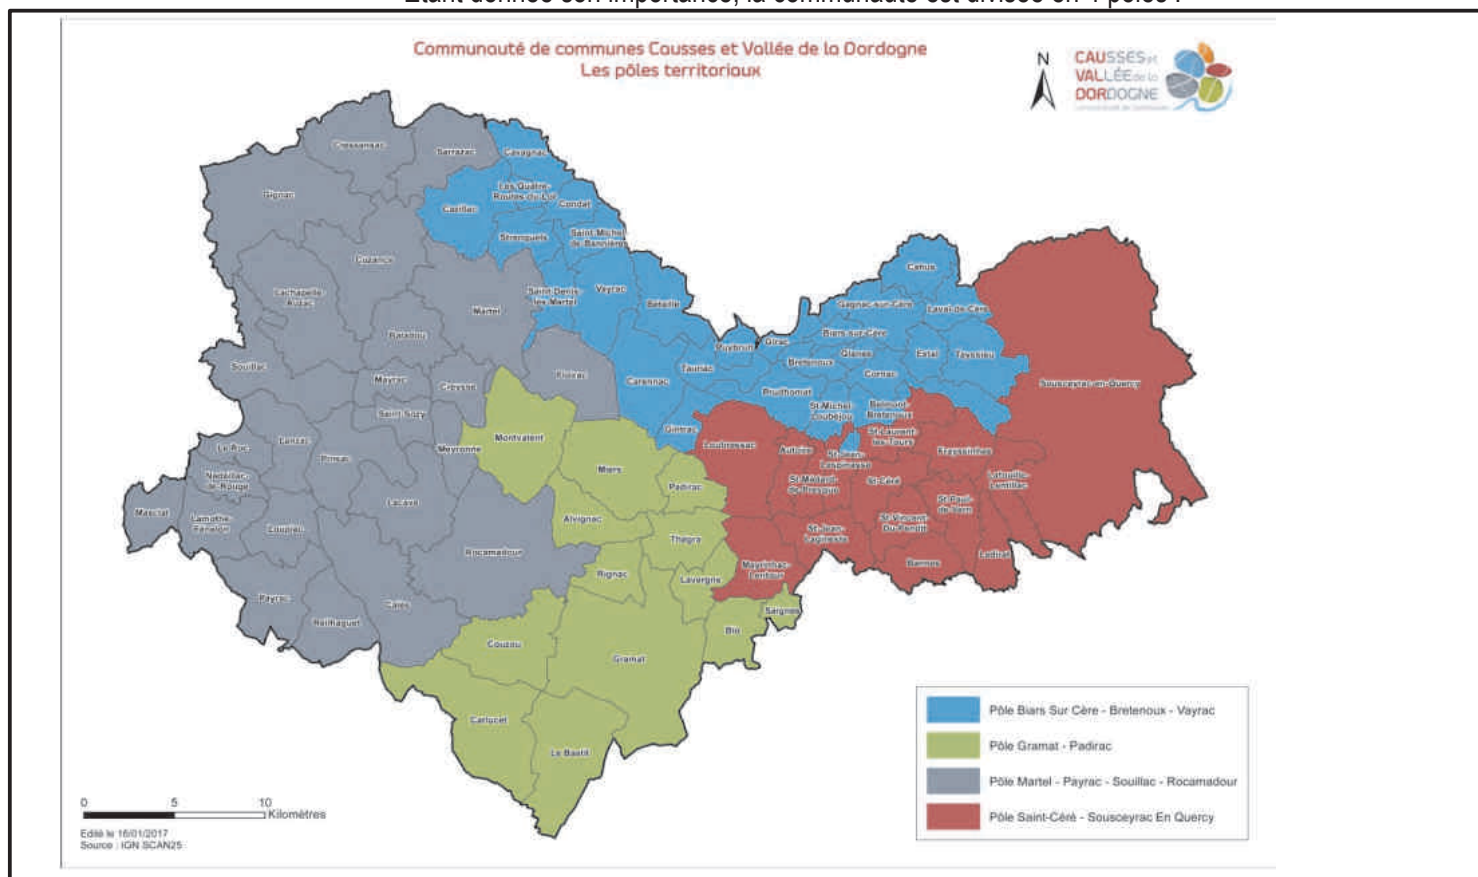 Communauté de communes Causses et Vallée de la Dordogne
Les pôles territoriaux
N
CAUSSES et
VALLÉE de la
DORDOGNE
Cressensac
Sarrazac
Cavagnac
Gignac
Les Quatre-
Routes-du-Lot
Condat
Cazillac
Strenquels
Saint-Michel-
de-Bannières
Cuzance
Cahus
Lachapelle-
Auzac
Martel
Saint-Denis-
lès-Martel
Vayrac
Bétaille
Gagnac-sur-Cère
Laval-de-Cère
Baladou
Puybrun
Girac
Biars-sur-Cère
Glanes
Estal
Teyssieu
Souillac
Mayrac
Creysse
Floirac
Carennac
Tauriac
Bretenoux
Cornac
Sousceyrac-en-Quercy
Saint-Sozy
Prudhomat
St-Michel-
Loubéjou
Belmont-
Bretenoux
Montvalent
Gintrac
Loubressac
Autoire
St-Jean-
Lespinasse
St-Laurent-
les-Tours
Frayssinhes
Le Roc
Lanzac
Pinsac
Meyronne
Miers
Padirac
St-Médard-
de-Presque
St-Céré
Latouille-
Lentillac
Nadaillac-
de-Rouge
Masclat
Lamothe-
Fénelon
Loupiac
Lacave
Alvignac
Thégra
St-Jean-
Lagineste
St-Vincent-
Du-Pendit
St-Paul-
de-Vern
Rocamadour
Rignac
Lavergne
Mayrinhac-
Lentour
Bannes
Ladirat
Payrac
Reilhaguet
Calès
Couzou
Gramat
Bio
Saignes
Carlucet
Le Bastit
Pôle Biars Sur Cère - Bretenoux - Vayrac
Pôle Gramat - Padirac
Pôle Martel - Payrac - Souillac - Rocamadour
Pôle Saint-Céré - Sousceyrac En Quercy
0 5 10
Kilomètres
Edité le 16/01/2017
Source : IGN SCAN25